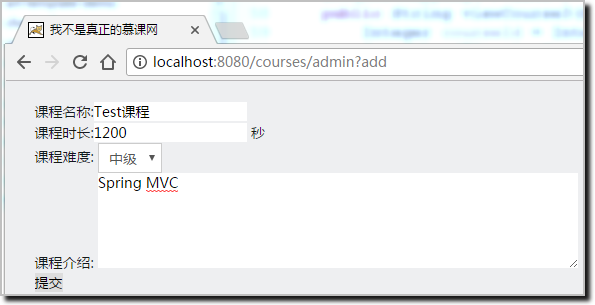 我不是真正的慕课网
localhost:8080/courses/admin?add
课程名称:Test课程
课程时长:1200 秒
课程难度: 中级
Spring MVC
课程介绍:
提交